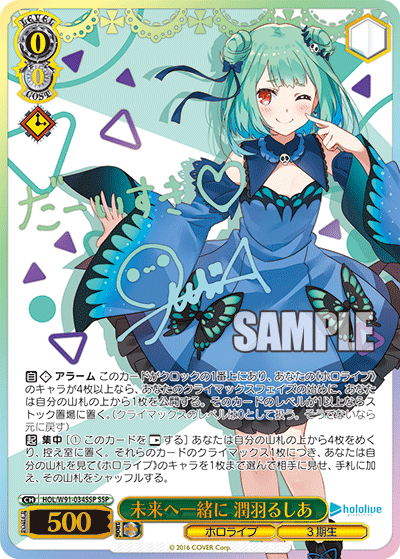 LEVEL
0
0
COST
だーいすき♡
SAMPLE
自 アラーム このカードがクロックの1番上にあり、あなたの《ホロライブ》
のキャラが4枚以上なら、あなたのクライマックスフェイズの始めに、あなた
は自分の山札の上から1枚を公開する。そのカードのレベルが1以上ならス
トック置場に置く。(クライマックスのレベルは0として扱う。そうでないなら
元に戻す)
起 集中 [① このカードを する] あなたは自分の山札の上から4枚をめく
り、控え室に置く。それらのカードのクライマックス1枚につき、あなたは自
分の山札を見て《ホロライブ》のキャラを1枚まで選んで相手に見せ、手札に加
え、その山札をシャッフルする。
CH HOL/W91-034SSP SSP
未来へ一緒に 潤羽るしあ
hololive
500
ホロライブ
3期生
© 2016 COVER Corp.